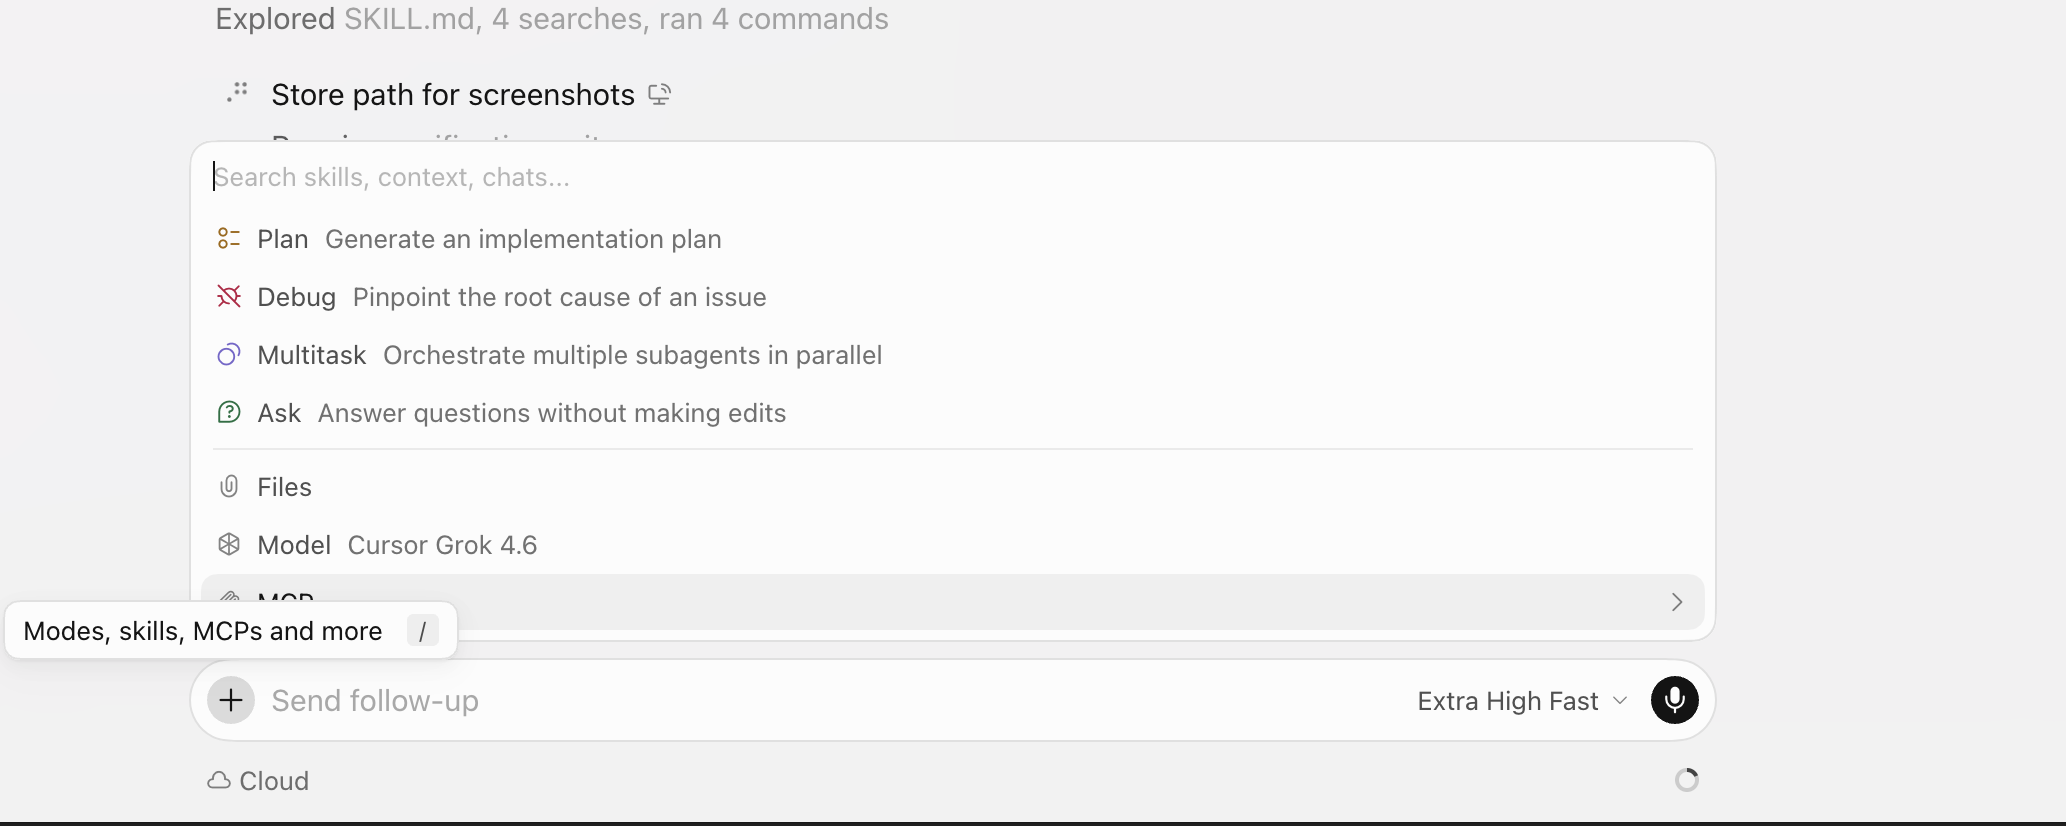 Explored SKILL.md, 4 searches, ran 4 commands
Store path for screenshots
Search skills, context, chats...
Plan Generate an implementation plan
Debug Pinpoint the root cause of an issue
Multitask Orchestrate multiple subagents in parallel
Ask Answer questions without making edits
Files
Model Cursor Grok 4.6
MCP
Modes, skills, MCPs and more /
Send follow-up Extra High Fast
Cloud